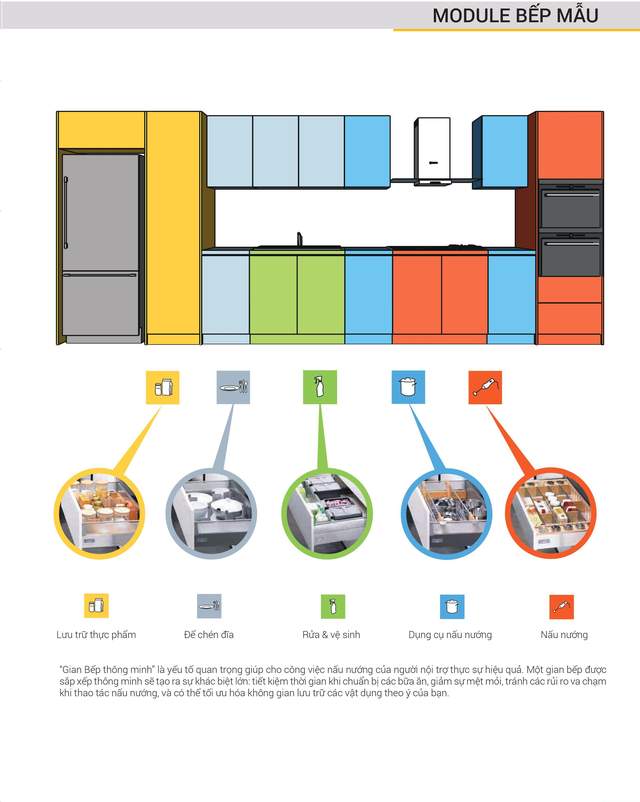 MODULE BẾP MẪU
Lưu trữ thực phẩm
Để chén đĩa
Rửa & vệ sinh
Dụng cụ nấu nướng
Nấu nướng
“Gian Bếp thông minh” là yếu tố quan trọng giúp cho công việc nấu nướng của người nội trợ thực sự hiệu quả. Một gian bếp được
sắp xếp thông minh sẽ tạo ra sự khác biệt lớn: tiết kiệm thời gian khi chuẩn bị các bữa ăn, giảm sự mệt mỏi, tránh các rủi ro va chạm
khi thao tác nấu nướng, và có thể tối ưu hóa không gian lưu trữ các vật dụng theo ý của bạn.